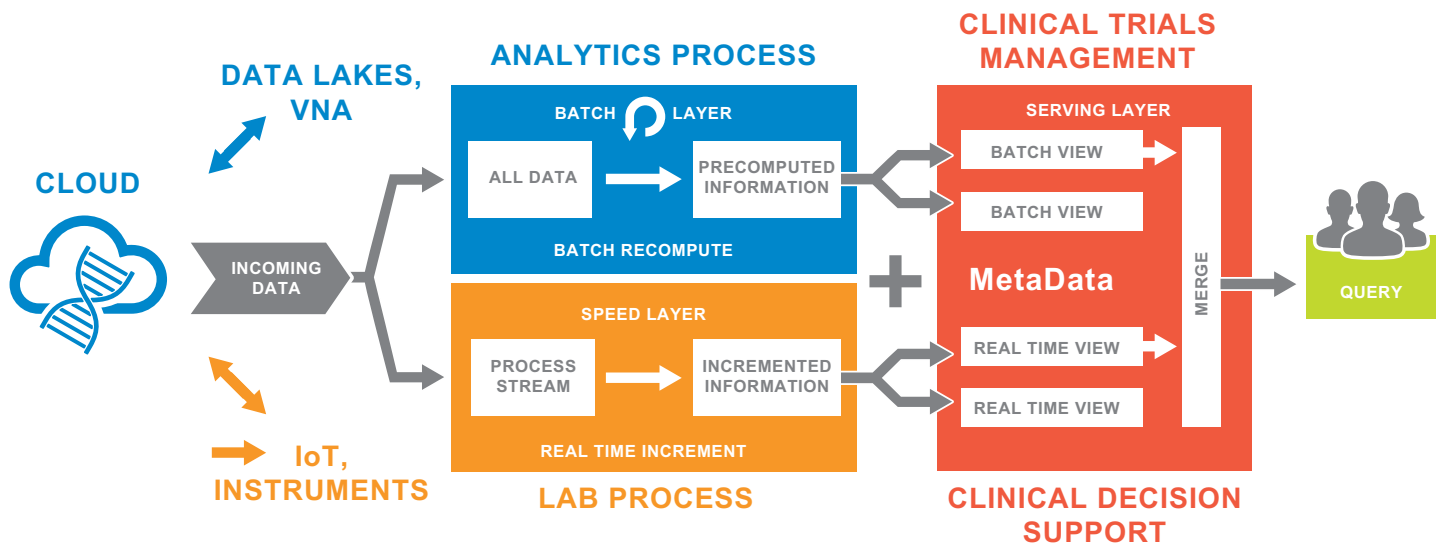 CLOUD
DATA LAKES,
VNA
INCOMING
DATA
IoT,
INSTRUMENTS
ANALYTICS PROCESS
BATCH LAYER
ALL DATA
PRECOMPUTED
INFORMATION
BATCH RECOMPUTE
SPEED LAYER
PROCESS
STREAM
INCREMENTED
INFORMATION
REAL TIME INCREMENT
LAB PROCESS
CLINICAL TRIALS
MANAGEMENT
SERVING LAYER
BATCH VIEW
BATCH VIEW
MetaData
REAL TIME VIEW
REAL TIME VIEW
MERGE
CLINICAL DECISION
SUPPORT
QUERY